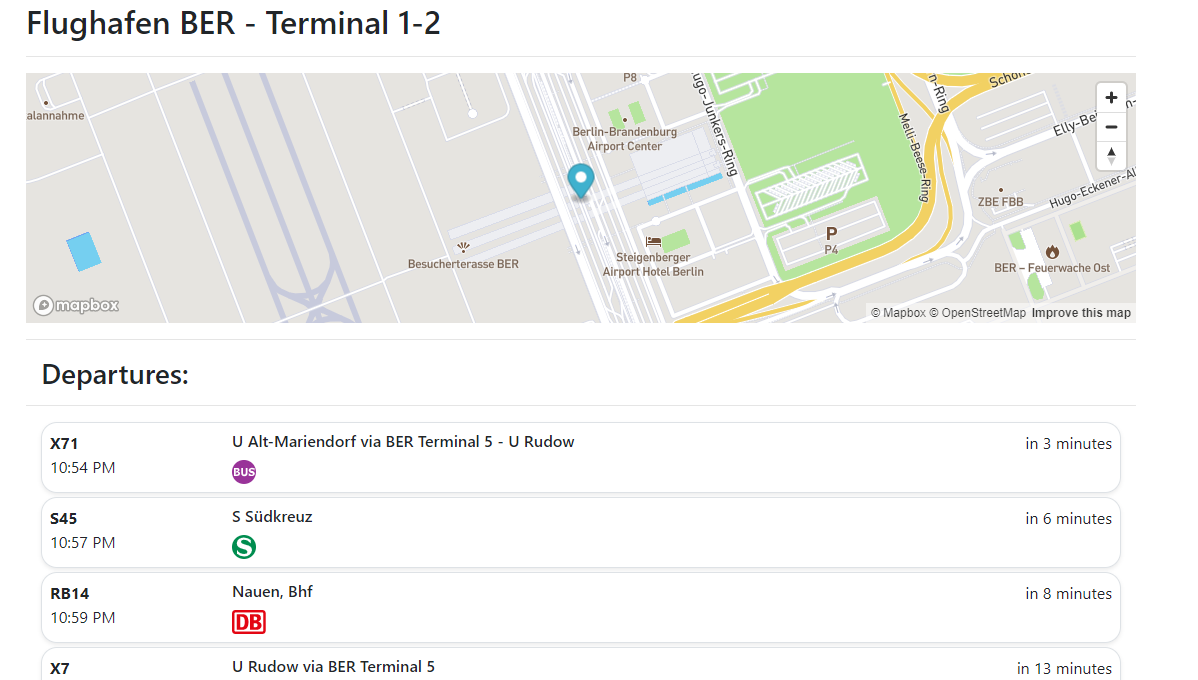 Flughafen BER - Terminal 1-2
P8
alannahme
Berlin-Brandenburg
Airport Center
ugo-Junkers-Ring
n-Ring
Melli-Beese-Ring
Elly-Bei
n-
+
−
ZBE FBB
Hugo-Eckener-Al
P
P4
Besucherterasse BER
Steigenberger
Airport Hotel Berlin
BER – Feuerwache Ost
mapbox
© Mapbox © OpenStreetMap Improve this map
Departures:
X71 U Alt-Mariendorf via BER Terminal 5 - U Rudow in 3 minutes
10:54 PM BUS
S45 S Südkreuz in 6 minutes
10:57 PM S
RB14 Nauen, Bhf in 8 minutes
10:59 PM DB
X7 U Rudow via BER Terminal 5 in 13 minutes